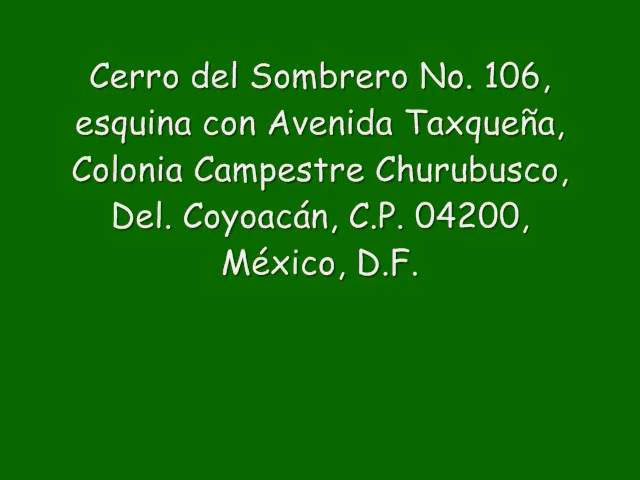 Cerro del Sombrero No. 106,
esquina con Avenida Taxqueña,
Colonia Campestre Churubusco,
Del. Coyoacán, C.P. 04200,
México, D.F.